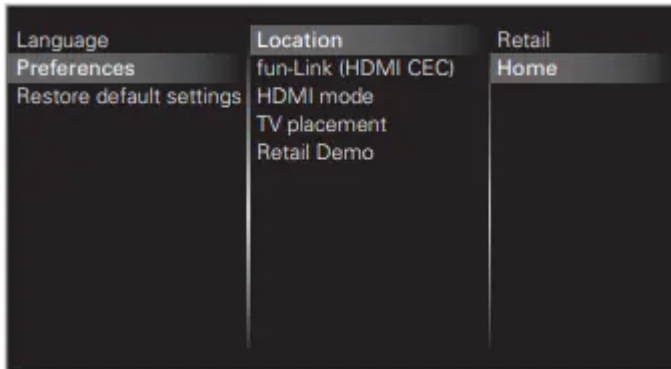 Language
Preferences
Restore default settings
Location
fun-Link (HDMI CEC)
HDMI mode
TV placement
Retail Demo
Retail
Home